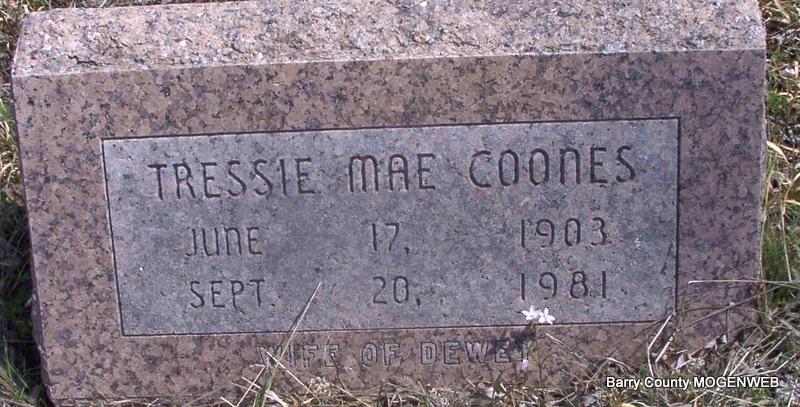 TRESSIE MAE COONES
JUNE 17, 1903
SEPT. 20, 1981
WIFE OF DEWEY
Barry County MOGENWEB